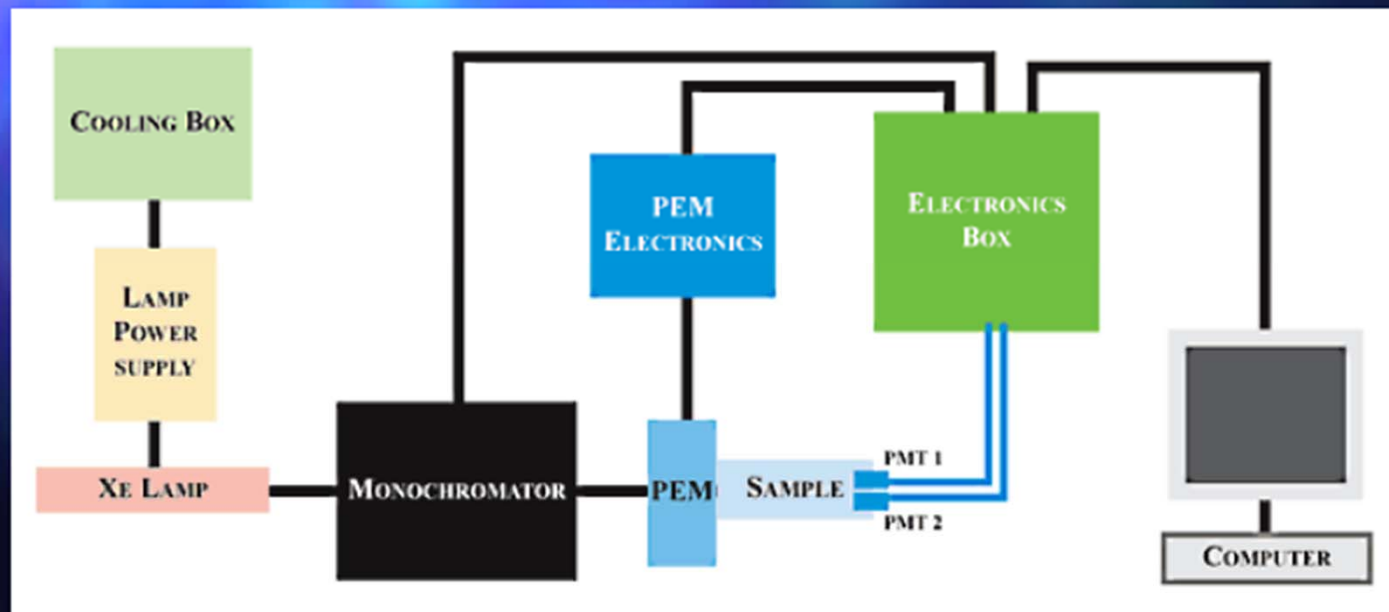 Cooling Box
Lamp
Power
supply
Xe Lamp
Monochromator
PEM
Electronics
PEM
Sample
PMT 1
PMT 2
Electronics
Box
Computer